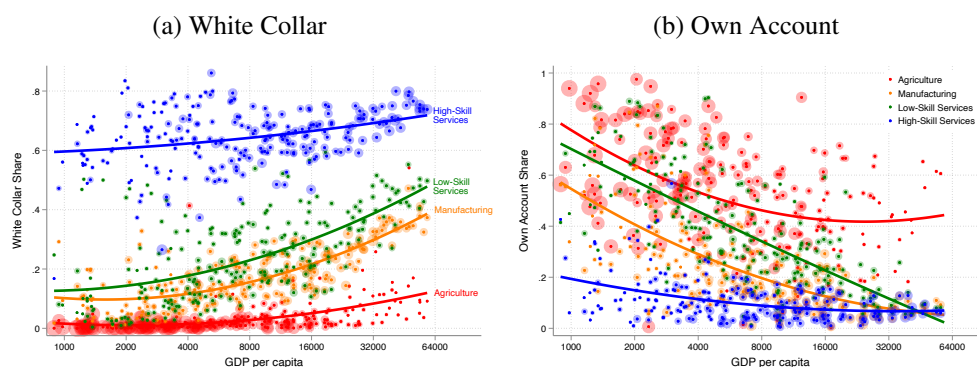 (a) White Collar
White Collar Share
.8
.6
.4
.2
0
High-Skill
Services
Low-Skill
Services
Manufacturing
Agriculture
1000 2000 4000 8000 16000 32000 64000
GDP per capita
(b) Own Account
Own Account Share
1
.8
.6
.4
.2
0
Agriculture
Manufacturing
Low-Skill Services
High-Skill Services
1000 2000 4000 8000 16000 32000 64000
GDP per capita